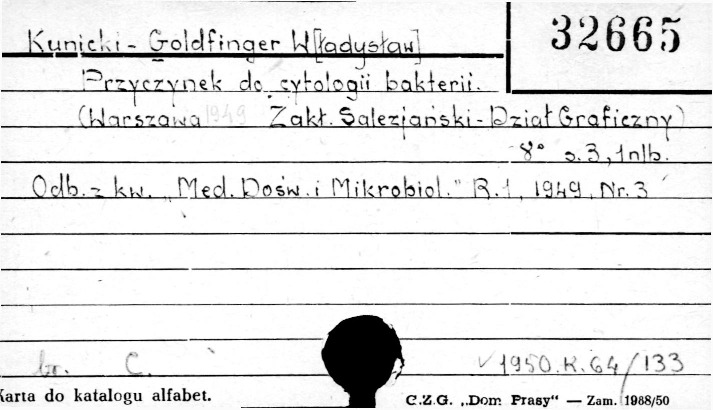 32665
Kunicki-Goldfinger W[ładysław]
Przyczynek do cytologii bakterii.
(Warszawa 1949 Zakł. Salezjański-Dział Graficzny)
8° s.3, 1 nlb.
Odb. z kw. „Med. Dośw. i Mikrobiol." R.1, 1949, Nr.3
br. C. √1950.K.64/133
Karta do katalogu alfabet. C.Z.G. „Dom Prasy" — Zam. 1968/50